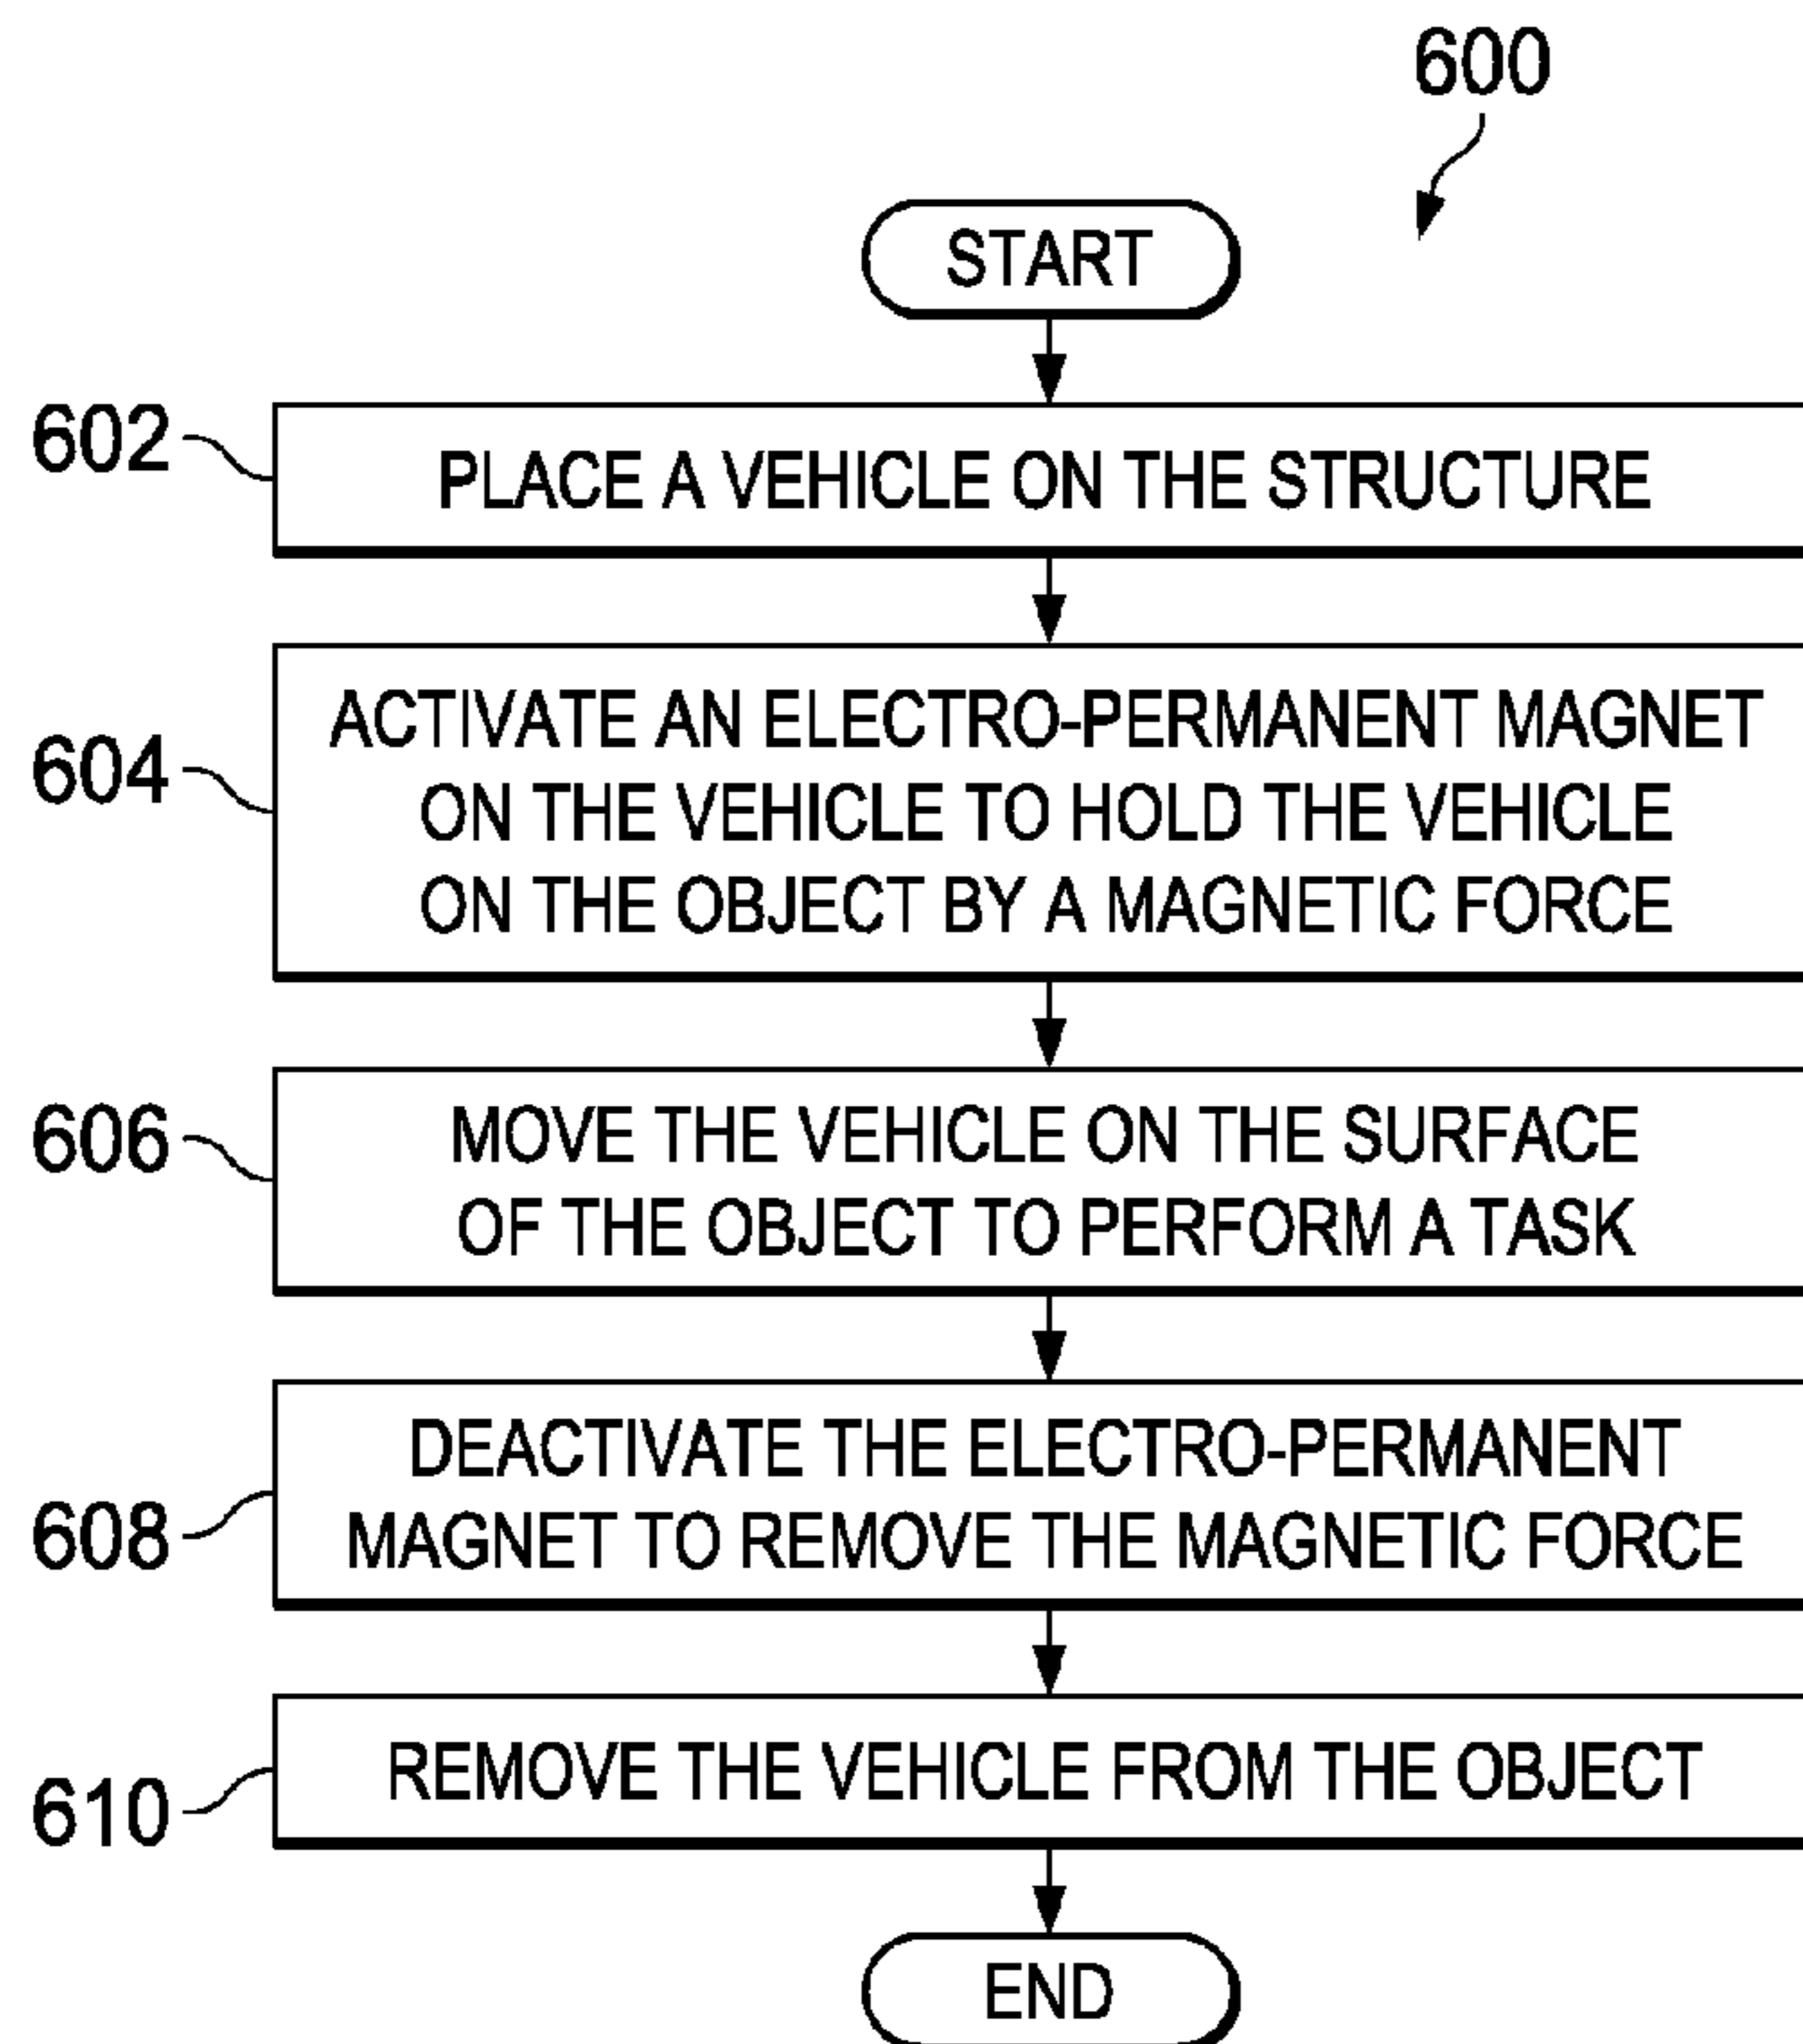 600
START
602
PLACE A VEHICLE ON THE STRUCTURE
604
ACTIVATE AN ELECTRO-PERMANENT MAGNET
ON THE VEHICLE TO HOLD THE VEHICLE
ON THE OBJECT BY A MAGNETIC FORCE
606
MOVE THE VEHICLE ON THE SURFACE
OF THE OBJECT TO PERFORM A TASK
608
DEACTIVATE THE ELECTRO-PERMANENT
MAGNET TO REMOVE THE MAGNETIC FORCE
610
REMOVE THE VEHICLE FROM THE OBJECT
END